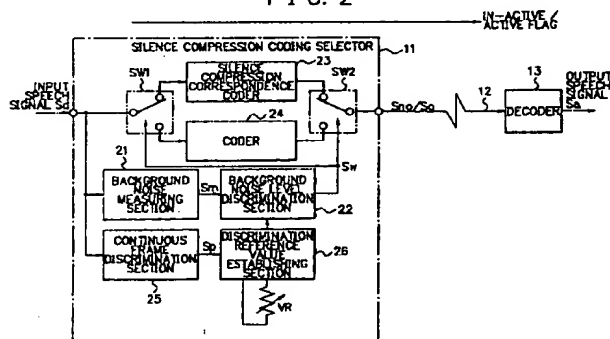 FIG. 2
IN-ACTIVE/
ACTIVE FLAG
SILENCE COMPRESSION CODING SELECTOR
11
INPUT
SPEECH
SIGNAL Sd
SW1
23
SILENCE
COMPRESSION
CORRESPONDENCE
CODER
SW2
24
CODER
Sno/Sa
12
13
DECODER
OUTPUT
SPEECH
SIGNAL
Sa
Sw
21
BACKGROUND
NOISE
MEASURING
SECTION
Sm
BACKGROUND
NOISE LEVEL
DISCRIMINATION
SECTION
22
CONTINUOUS
FRAME
DISCRIMINATION
SECTION
25
Sp
DISCRIMINATION
REFERENCE
VALUE
ESTABLISHING
SECTION
26
VR